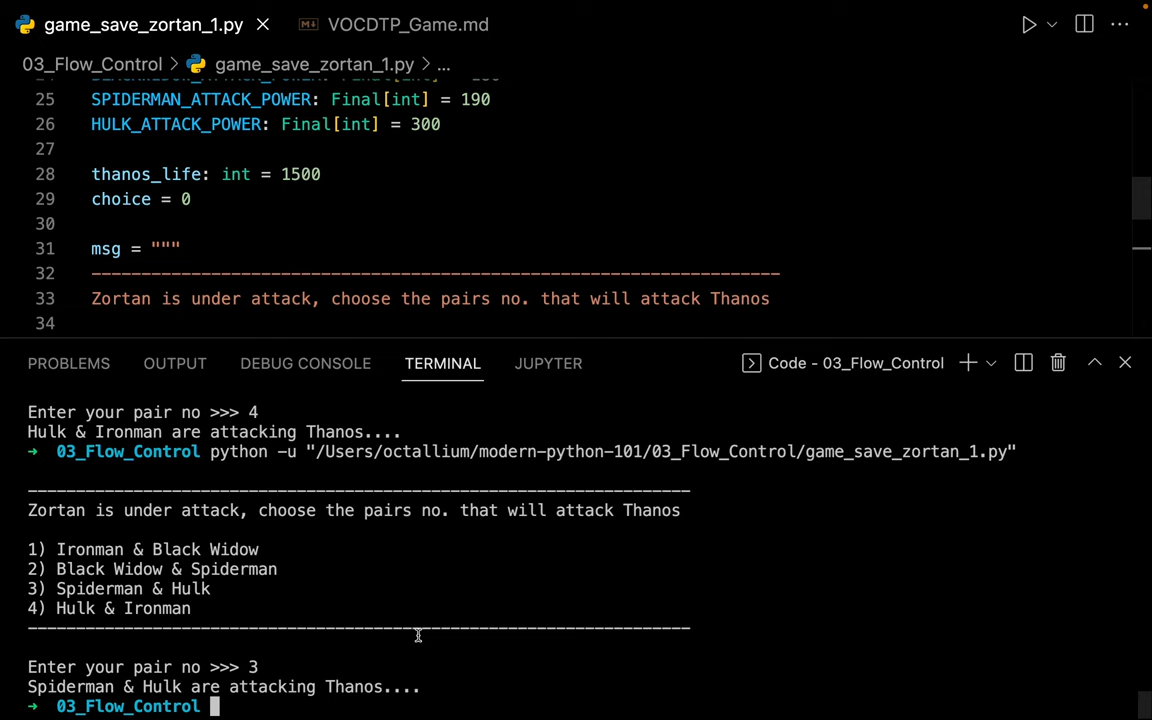 game_save_zortan_1.py
VOCDTP_Game.md
03_Flow_Control > game_save_zortan_1.py > ...
25 SPIDERMAN_ATTACK_POWER: Final[int] = 190
26 HULK_ATTACK_POWER: Final[int] = 300
27
28 thanos_life: int = 1500
29 choice = 0
30
31 msg = """
32 ---------------------------------------------------------------------
33 Zortan is under attack, choose the pairs no. that will attack Thanos
34
PROBLEMS OUTPUT DEBUG CONSOLE TERMINAL JUPYTER Code - 03_Flow_Control
Enter your pair no >>> 4
Hulk & Ironman are attacking Thanos....
→ 03_Flow_Control python -u "/Users/octallium/modern-python-101/03_Flow_Control/game_save_zortan_1.py"
---------------------------------------------------------------------
Zortan is under attack, choose the pairs no. that will attack Thanos
1) Ironman & Black Widow
2) Black Widow & Spiderman
3) Spiderman & Hulk
4) Hulk & Ironman
---------------------------------------------------------------------
Enter your pair no >>> 3
Spiderman & Hulk are attacking Thanos....
→ 03_Flow_Control